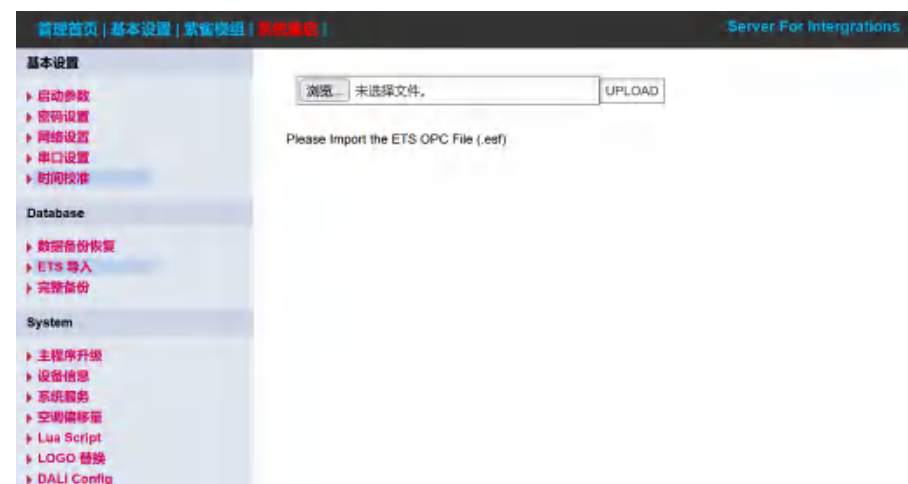 管理首页 | 基本设置 | 紫蜜模组 | 系统重启 |
Server For Intergrations
基本设置
启动参数
密码设置
网络设置
串口设置
时间校准
Database
数据备份恢复
ETS 导入
完整备份
System
主程序升级
设备信息
系统服务
空调偏移量
Lua Script
LOGO 替换
DALI Config
浏览... 未选择文件。 UPLOAD
Please Import the ETS OPC File (.esf)